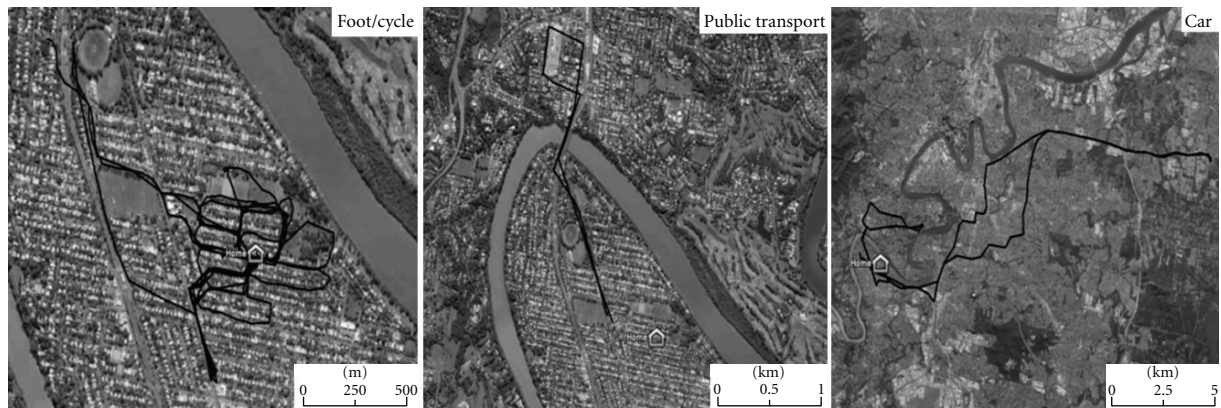 Foot/cycle
Home
(m)
0 250 500
Public transport
Home
(km)
0 0.5 1
Car
Home
(km)
0 2.5 5